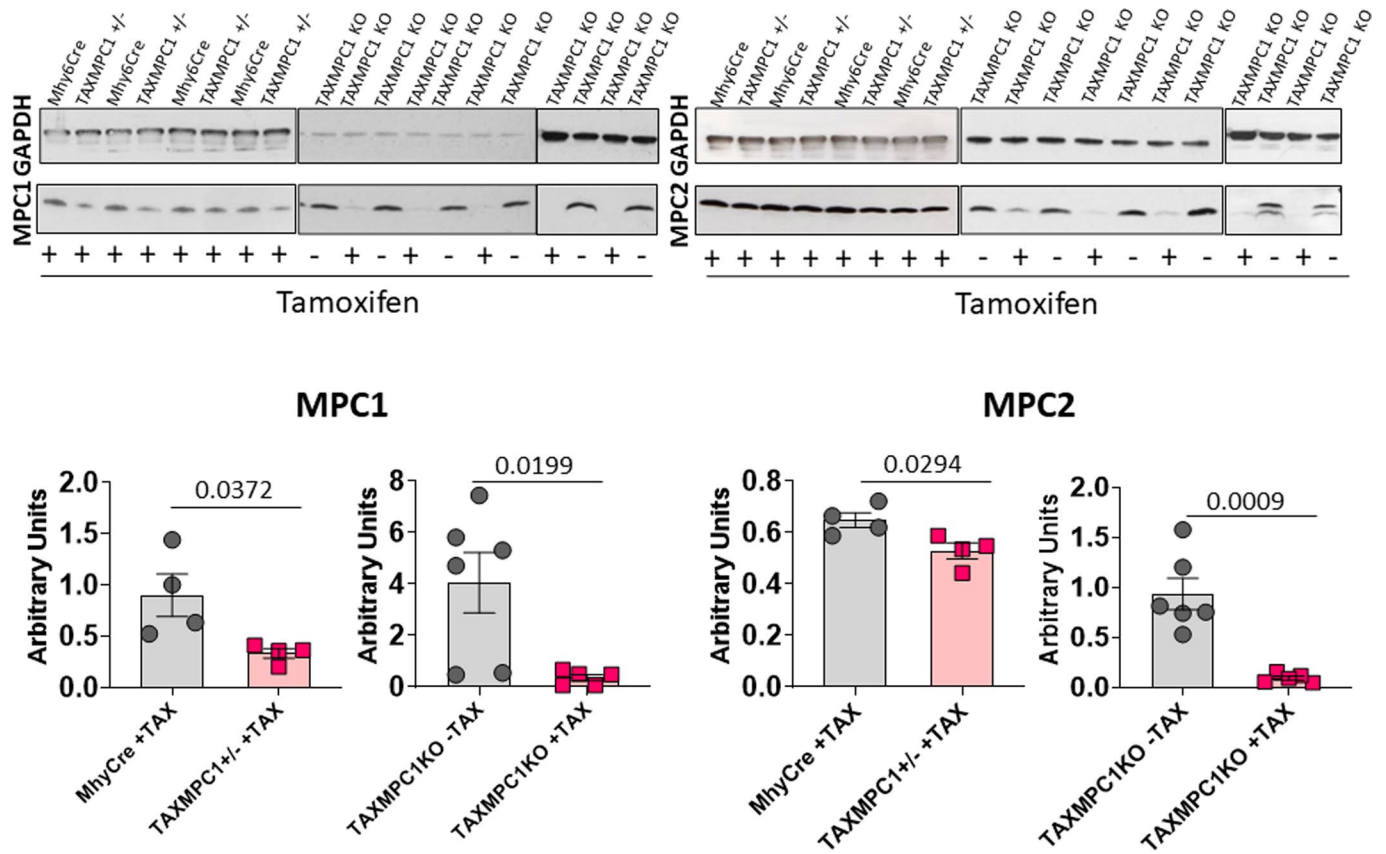 Mhy6Cre TAXMPC1 +/- Mhy6Cre TAXMPC1 +/- Mhy6Cre TAXMPC1 +/- Mhy6Cre TAXMPC1 +/- TAXMPC1 KO TAXMPC1 KO TAXMPC1 KO TAXMPC1 KO TAXMPC1 KO TAXMPC1 KO TAXMPC1 KO TAXMPC1 KO TAXMPC1 KO TAXMPC1 KO TAXMPC1 KO
GAPDH
MPC1
+ + + + + + + + - + - + - + - + - + -
Tamoxifen
Mhy6Cre TAXMPC1 +/- Mhy6Cre TAXMPC1 +/- Mhy6Cre TAXMPC1 +/- Mhy6Cre TAXMPC1 +/- TAXMPC1 KO TAXMPC1 KO TAXMPC1 KO TAXMPC1 KO TAXMPC1 KO TAXMPC1 KO TAXMPC1 KO TAXMPC1 KO TAXMPC1 KO TAXMPC1 KO TAXMPC1 KO
GAPDH
MPC2
+ + + + + + + + - + - + - + - + - + -
Tamoxifen
MPC1
Arbitrary Units
2.0
1.5
1.0
0.5
0.0
0.0372
MhyCre +TAX
TAXMPC1+/- +TAX
Arbitrary Units
8
6
4
2
0
0.0199
TAXMPC1KO -TAX
TAXMPC1KO +TAX
MPC2
Arbitrary Units
0.8
0.6
0.4
0.2
0.0
0.0294
MhyCre +TAX
TAXMPC1+/- +TAX
Arbitrary Units
2.0
1.5
1.0
0.5
0.0
0.0009
TAXMPC1KO -TAX
TAXMPC1KO +TAX